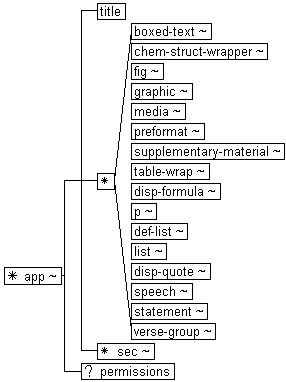 title
boxed-text ~
chem-struct-wrapper ~
fig ~
graphic ~
media ~
preformat ~
supplementary-material ~
table-wrap ~
*
disp-formula ~
p ~
def-list ~
list ~
disp-quote ~
* app ~
speech ~
statement ~
verse-group ~
* sec ~
? permissions